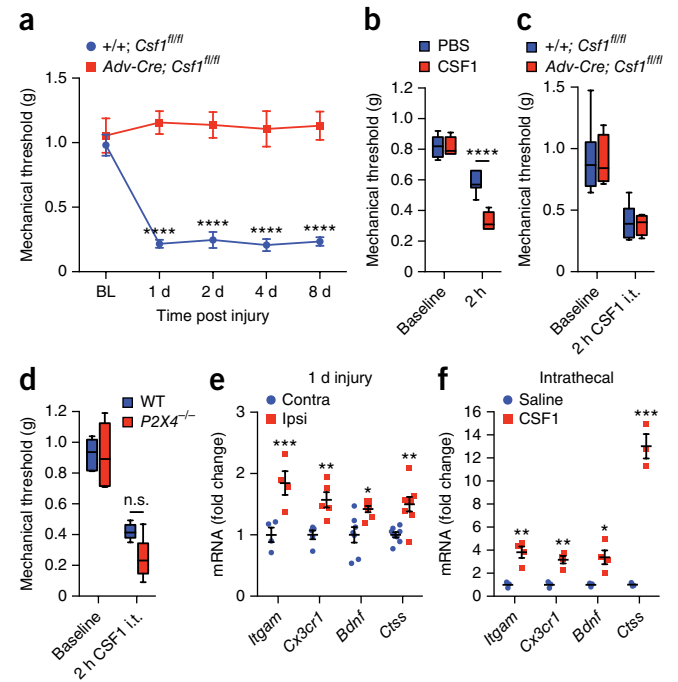 a
+/+; Csf1fl/fl
Adv-Cre; Csf1fl/fl
Mechanical threshold (g)
1.5
1.0
0.5
0
****
****
****
****
BL
1 d
2 d
4 d
8 d
Time post injury
b
PBS
CSF1
Mechanical threshold (g)
1.2
1.0
0.8
0.6
0.4
0.2
0
****
Baseline
2 h
c
+/+; Csf1fl/fl
Adv-Cre; Csf1fl/fl
Mechanical threshold (g)
1.5
1.0
0.5
0
Baseline
2 h CSF1 i.t.
d
WT
P2X4–/–
Mechanical threshold (g)
1.2
1.0
0.8
0.6
0.4
0.2
0
n.s.
Baseline
2 h CSF1 i.t.
e
1 d injury
Contra
Ipsi
mRNA (fold change)
3
2
1
0
***
**
*
**
Itgam
Cx3cr1
Bdnf
Ctss
f
Intrathecal
Saline
CSF1
mRNA (fold change)
16
14
12
10
8
6
4
2
0
**
**
*
***
Itgam
Cx3cr1
Bdnf
Ctss